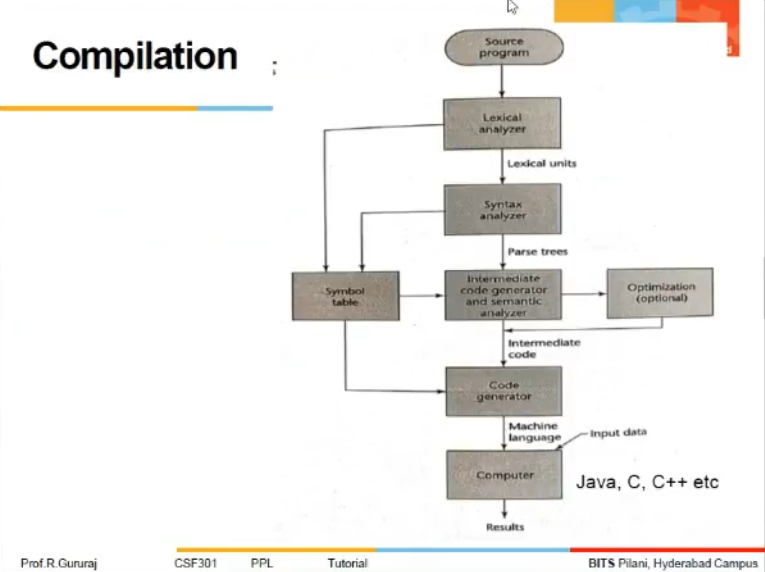 Compilation ;
Source
program
Lexical
analyzer
Lexical units
Syntax
analyzer
Parse trees
Symbol
table
Intermediate
code generator
and semantic
analyzer
Optimization
(optional)
Intermediate
code
Code
generator
Machine
language
Input data
Computer
Java, C, C++ etc
Results
Prof.R.Gururaj CSF301 PPL Tutorial BITS Pilani, Hyderabad Campus